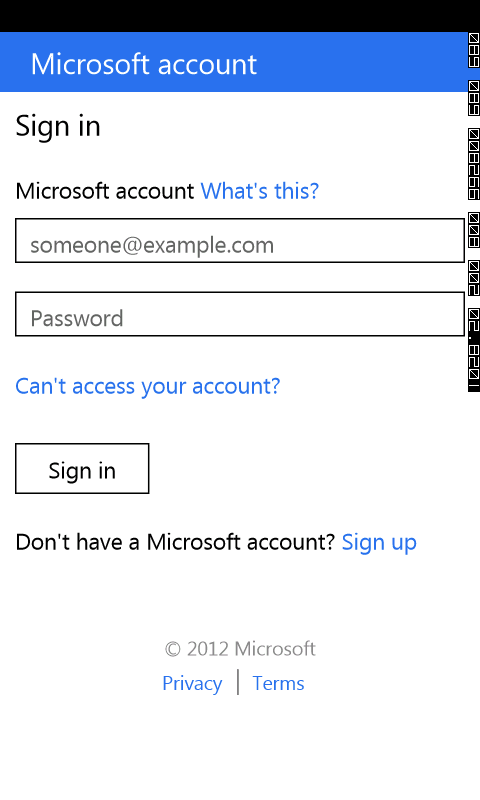 Microsoft account
Sign in
Microsoft account What's this?
someone@example.com
Password
Can't access your account?
Sign in
Don't have a Microsoft account? Sign up
© 2012 Microsoft
Privacy | Terms